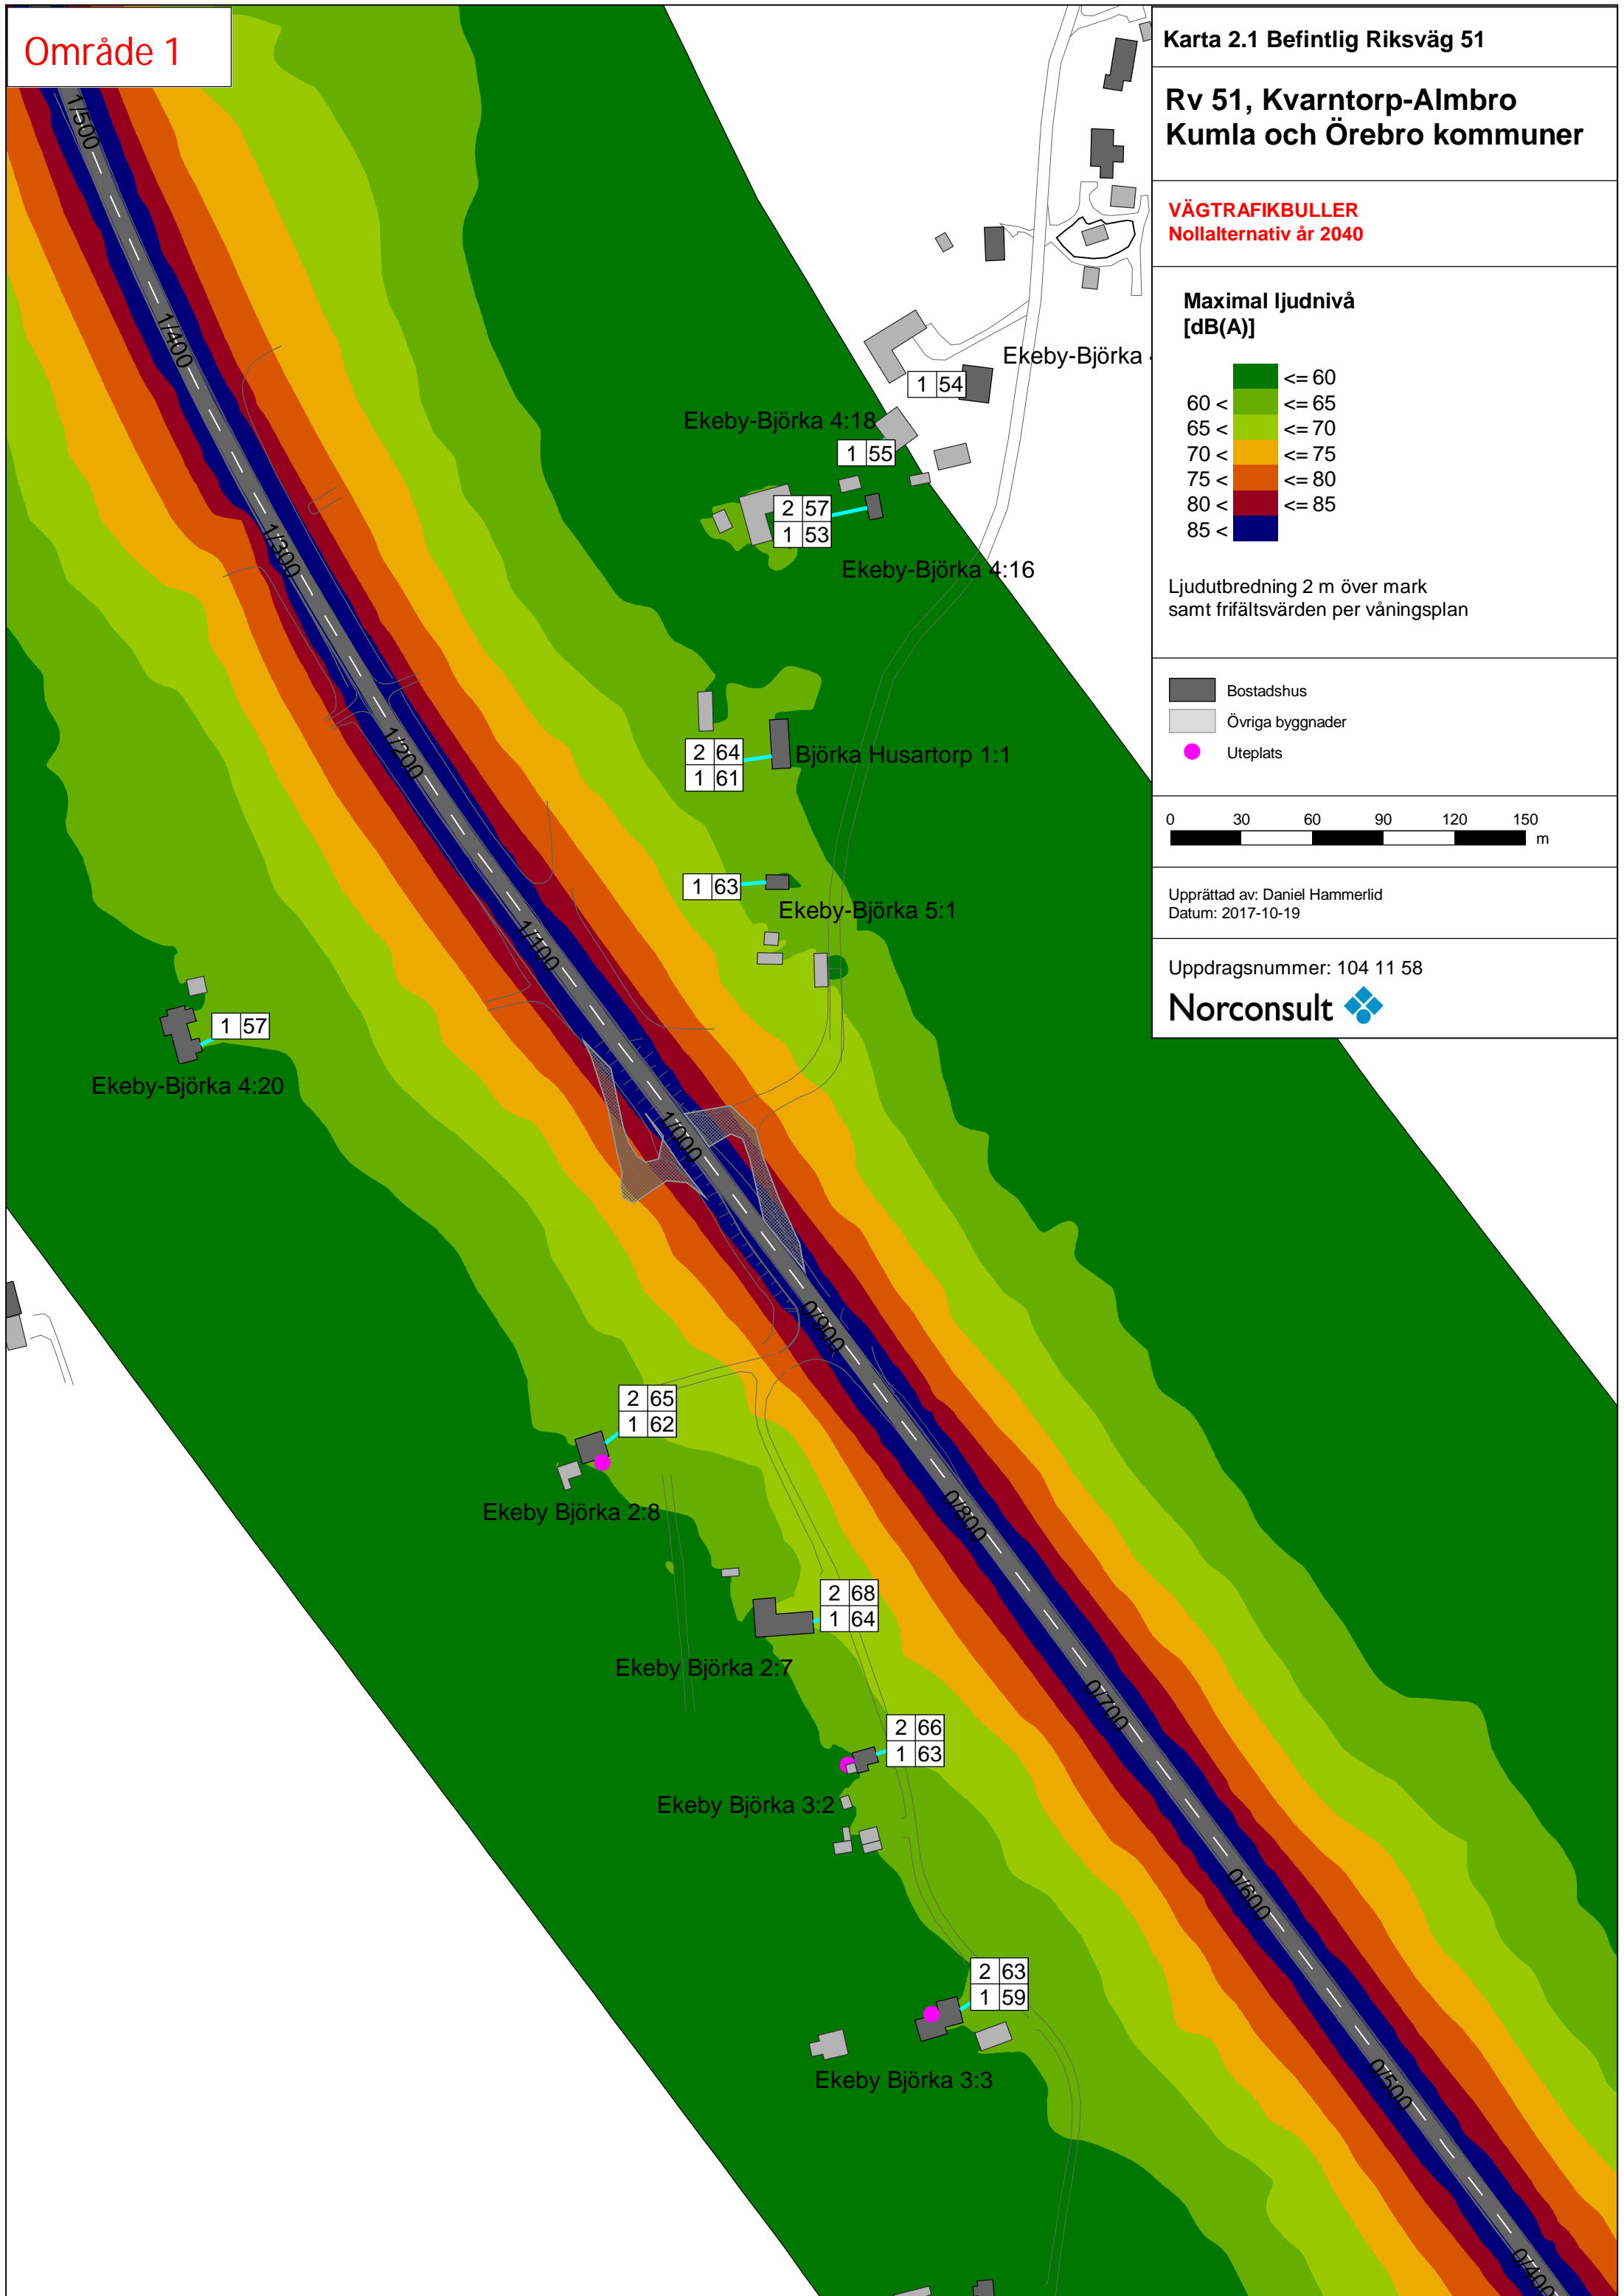 Område 1
Karta 2.1 Befintlig Riksväg 51
Rv 51, Kvarntorp-Almbro
Kumla och Örebro kommuner
VÄGTRAFIKBULLER
Nollalternativ år 2040
Maximal ljudnivå
[dB(A)]
<= 60
60 < <= 65
65 < <= 70
70 < <= 75
75 < <= 80
80 < <= 85
85 <
Ljudutbredning 2 m över mark
samt frifältsvärden per våningsplan
Bostadshus
Övriga byggnader
Uteplats
0 30 60 90 120 150
m
Upprättad av: Daniel Hammerlid
Datum: 2017-10-19
Uppdragsnummer: 104 11 58
Norconsult
1/500
1/400
1/300
1/200
1/100
1/000
0/900
0/800
0/700
0/600
0/500
0/400
Ekeby-Björka
1 54
Ekeby-Björka 4:18
1 55
2 57
1 53
Ekeby-Björka 4:16
2 64
1 61
Björka Husartorp 1:1
1 63
Ekeby-Björka 5:1
1 57
Ekeby-Björka 4:20
2 65
1 62
Ekeby Björka 2:8
2 68
1 64
Ekeby Björka 2:7
2 66
1 63
Ekeby Björka 3:2
2 63
1 59
Ekeby Björka 3:3